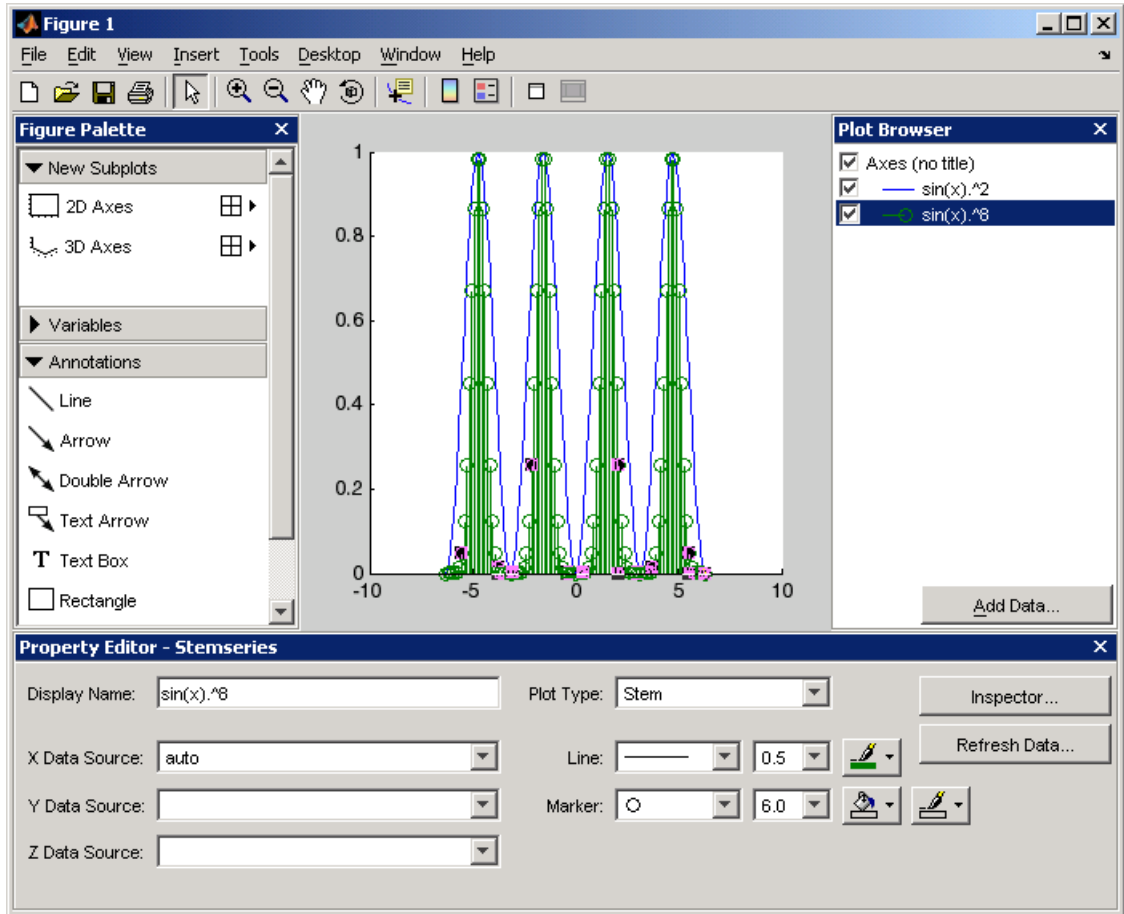 Figure 1
File Edit View Insert Tools Desktop Window Help
Figure Palette
New Subplots
2D Axes
3D Axes
Variables
Annotations
Line
Arrow
Double Arrow
Text Arrow
T Text Box
Rectangle
1
0.8
0.6
0.4
0.2
0
-10 -5 0 5 10
Plot Browser
Axes (no title)
sin(x).^2
sin(x).^8
Add Data...
Property Editor - Stemseries
Display Name: sin(x).^8
Plot Type: Stem
Inspector...
X Data Source: auto
Line: 0.5
Refresh Data...
Y Data Source:
Marker: 6.0
Z Data Source: